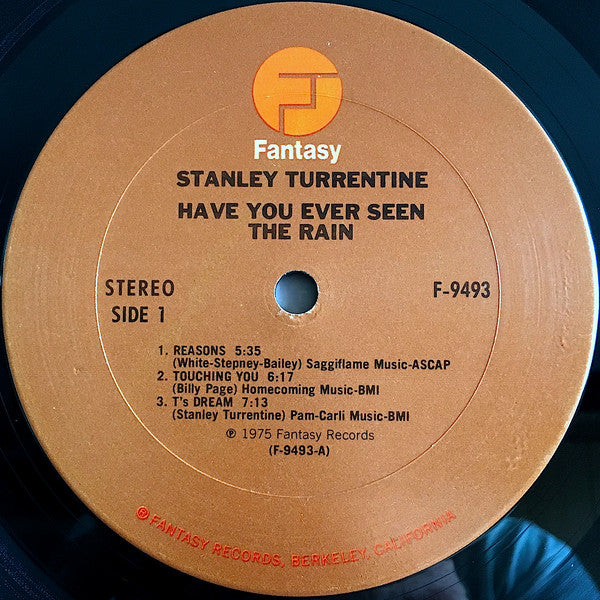 Fantasy
STANLEY TURRENTINE
HAVE YOU EVER SEEN
THE RAIN
STEREO
F-9493
SIDE 1
1. REASONS 5:35
(White-Stepney-Bailey) Saggiflame Music-ASCAP
2. TOUCHING YOU 6:17
(Billy Page) Homecoming Music-BMI
3. T's DREAM 7:13
(Stanley Turrentine) Pam-Carli Music-BMI
℗ 1975 Fantasy Records
(F-9493-A)
® FANTASY RECORDS, BERKELEY, CALIFORNIA